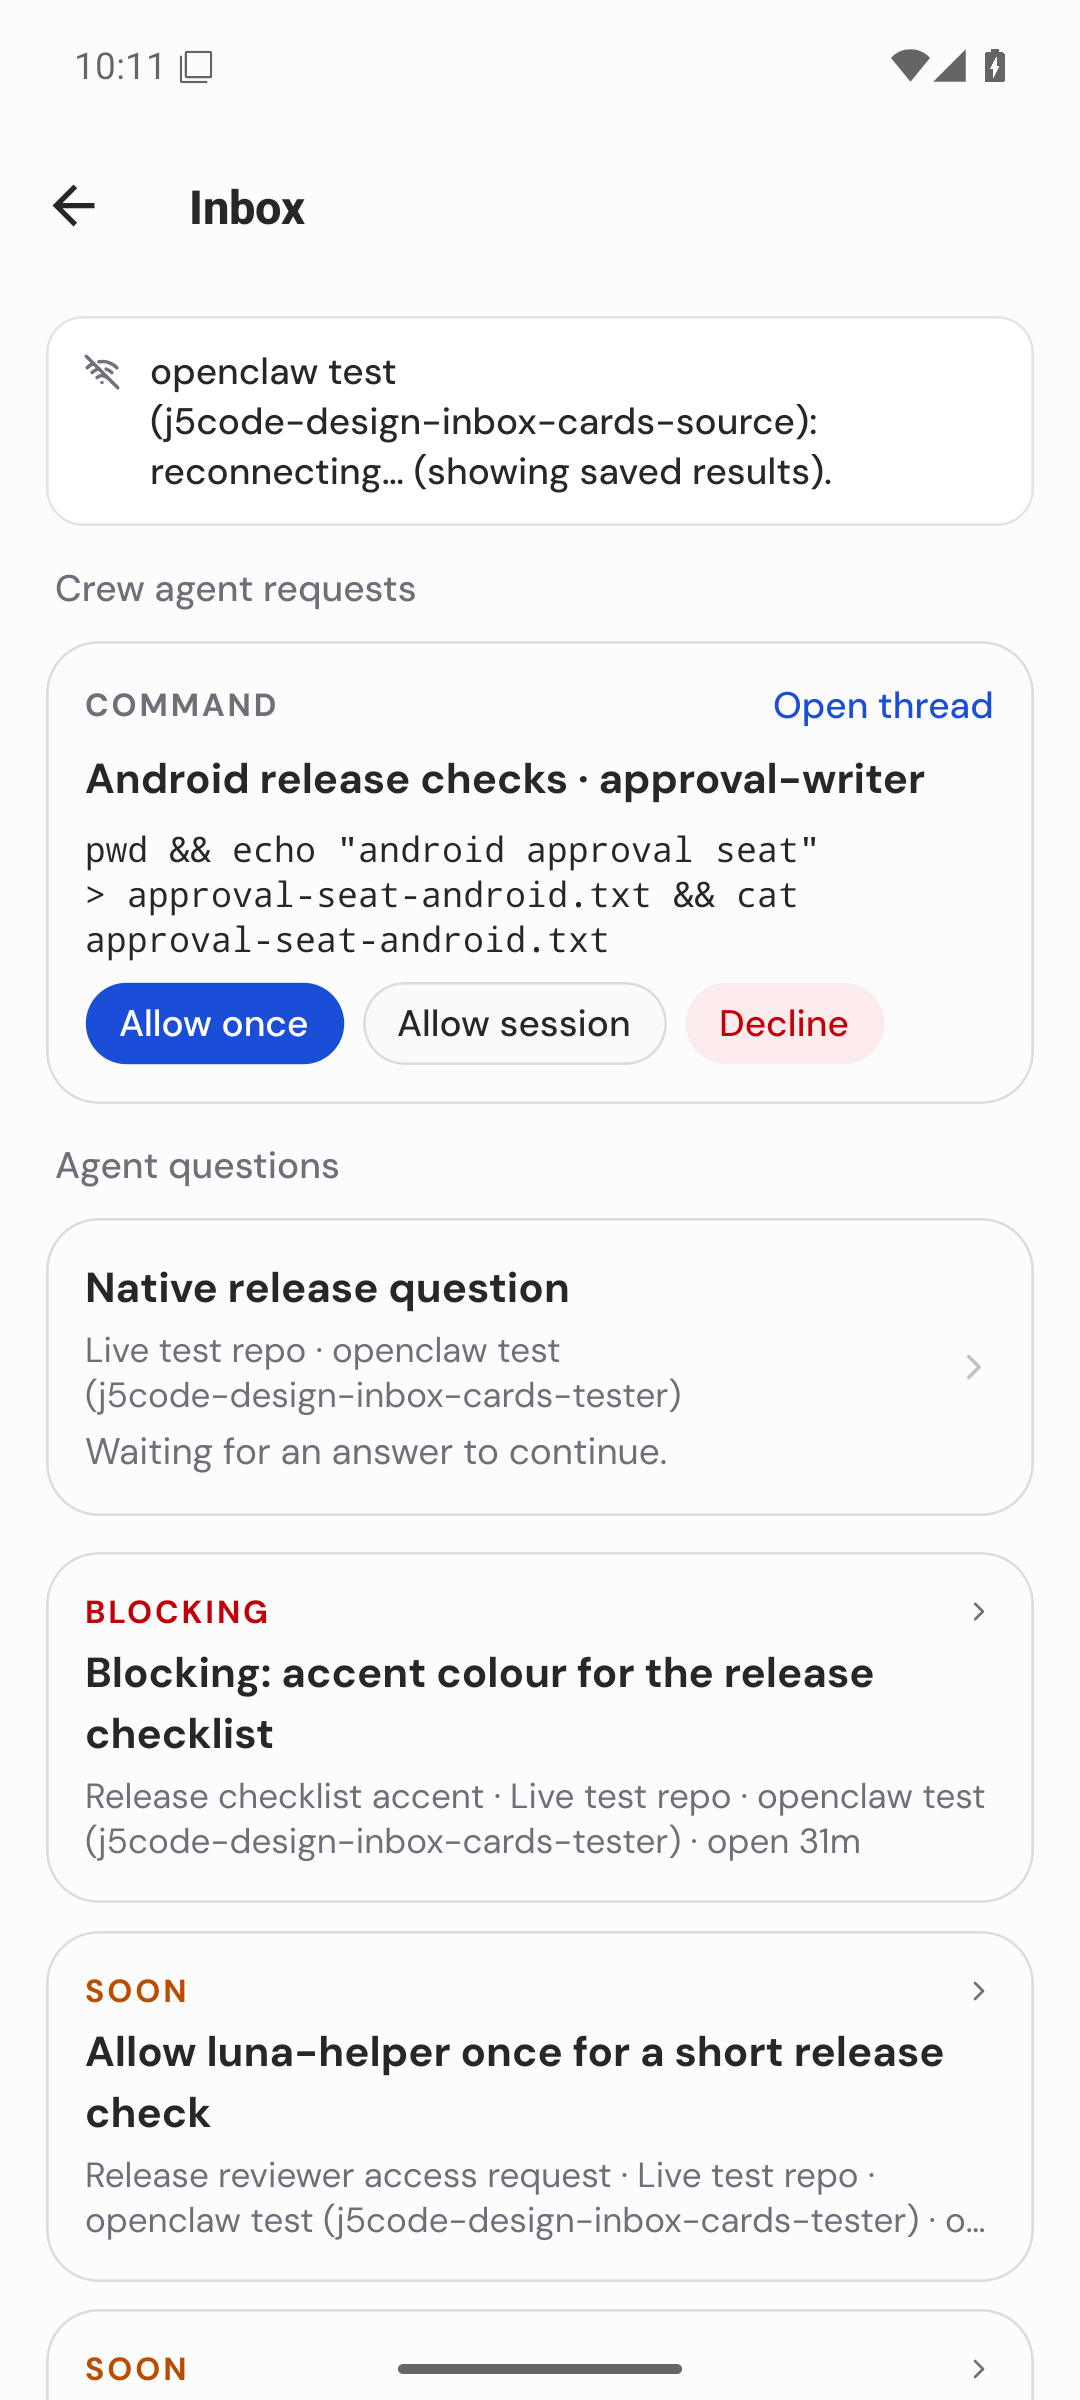 10:11
Inbox
openclaw test
(j5code-design-inbox-cards-source):
reconnecting... (showing saved results).
Crew agent requests
COMMAND
Open thread
Android release checks · approval-writer
pwd && echo "android approval seat"
> approval-seat-android.txt && cat
approval-seat-android.txt
Allow once
Allow session
Decline
Agent questions
Native release question
Live test repo · openclaw test
(j5code-design-inbox-cards-tester)
Waiting for an answer to continue.
BLOCKING
Blocking: accent colour for the release
checklist
Release checklist accent · Live test repo · openclaw test
(j5code-design-inbox-cards-tester) · open 31m
SOON
Allow luna-helper once for a short release
check
Release reviewer access request · Live test repo ·
openclaw test (j5code-design-inbox-cards-tester) · o...
SOON